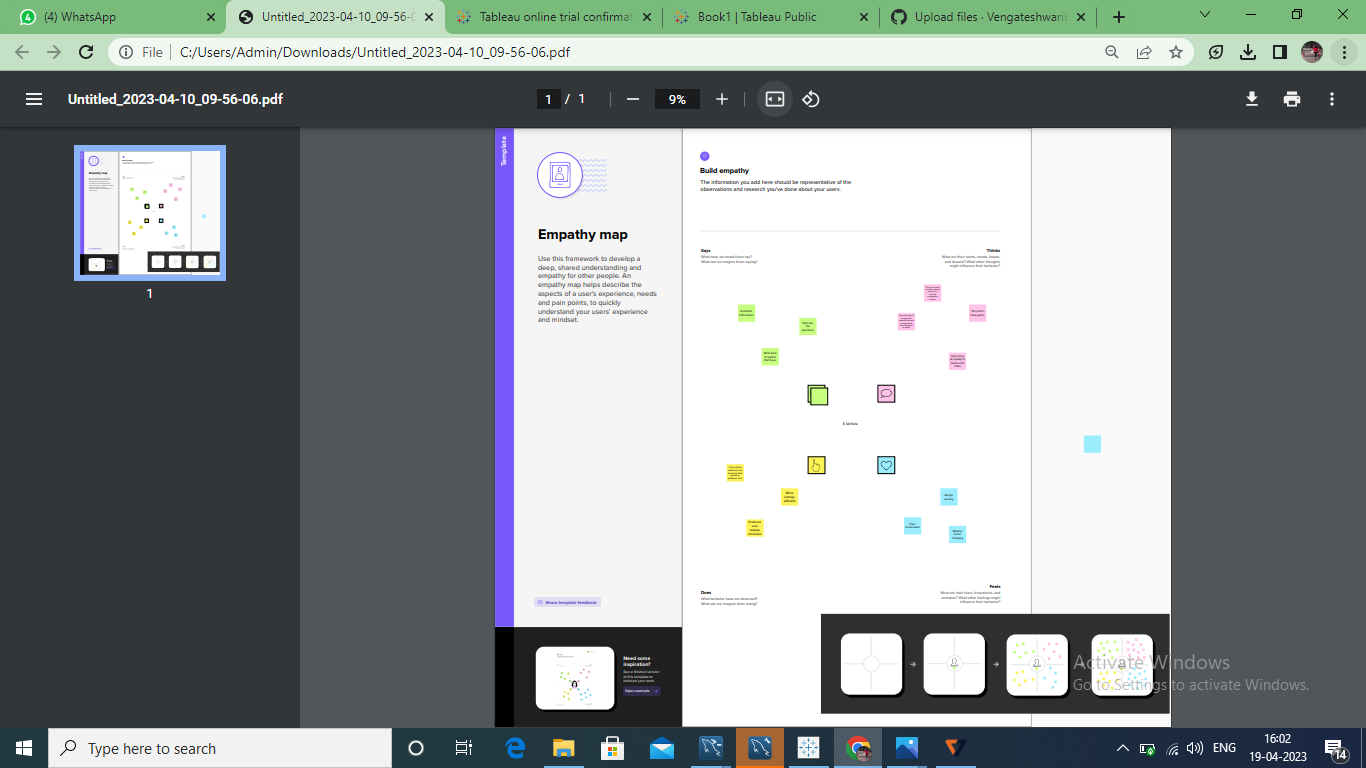 (4) WhatsApp
Untitled_2023-04-10_09-56-0
Tableau online trial confirmat
Book1 | Tableau Public
Upload files · Vengateshwari
File
C:/Users/Admin/Downloads/Untitled_2023-04-10_09-56-06.pdf
Untitled_2023-04-10_09-56-06.pdf
1 / 1
9%
1
Template
Empathy map
Use this framework to develop a
deep, shared understanding and
empathy for other people. An
empathy map helps describe the
aspects of a user's experience, needs
and pain points, to quickly
understand your users' experience
and mindset.
Share template feedback
Need some
inspiration?
See a finished version
of this template to
kickstart your work.
Open example
Build empathy
The information you add here should be representative of the
observations and research you've done about your users.
Says
What have we heard them say?
What can we imagine them saying?
Thinks
What are their wants, needs, hopes,
and dreams? What other thoughts
might influence their behavior?
E-Vehicle
More
energy
efficient
Does
What behavior have we observed?
What can we imagine them doing?
Feels
What are their fears, frustrations, and
anxieties? What other feelings might
influence their behavior?
Activate Windows
Go to Settings to activate Windows.
Type here to search
ENG
16:02
19-04-2023
14